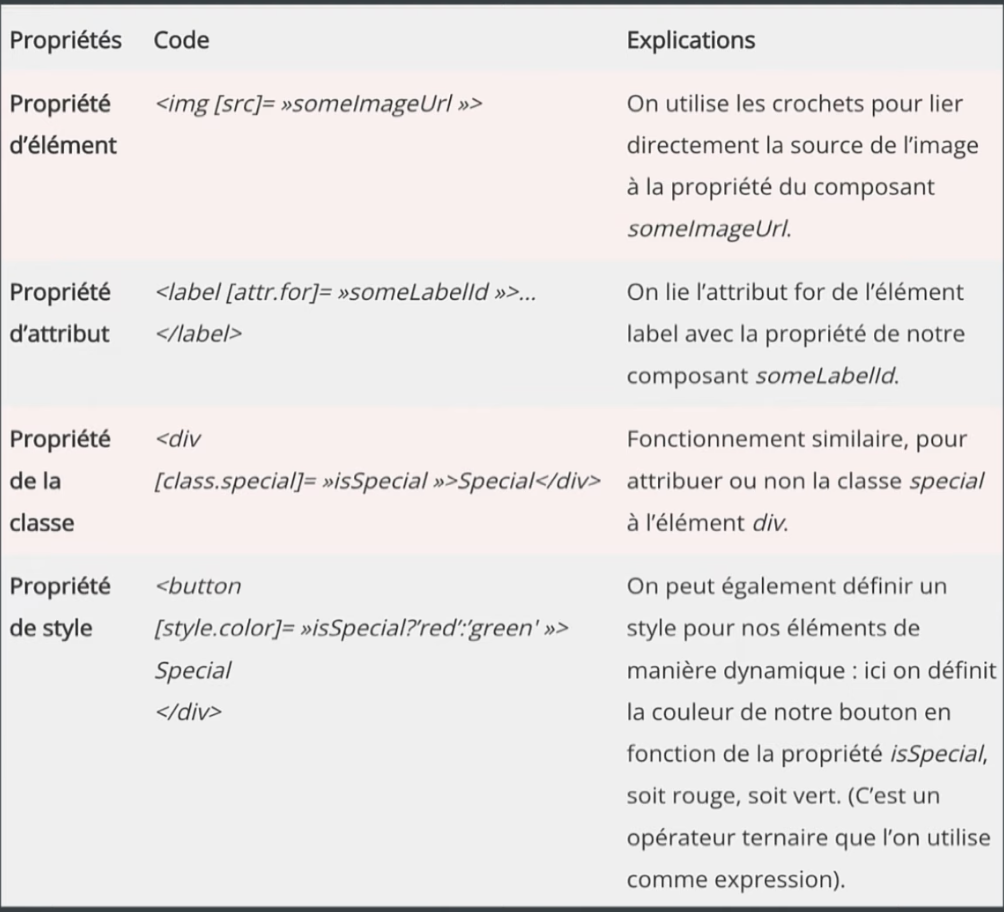 Propriétés Code Explications
Propriété <img [src]= »someImageUrl »> On utilise les crochets pour lier
d’élément directement la source de l’image
à la propriété du composant
someImageUrl.
Propriété <label [attr.for]= »someLabelId »>… On lie l’attribut for de l’élément
d’attribut </label> label avec la propriété de notre
composant someLabelId.
Propriété <div Fonctionnement similaire, pour
de la [class.special]= »isSpecial »>Special</div> attribuer ou non la classe special
classe à l’élément div.
Propriété <button On peut également définir un
de style [style.color]= »isSpecial?’red’:’green' »> style pour nos éléments de
Special manière dynamique : ici on définit
</div> la couleur de notre bouton en
fonction de la propriété isSpecial,
soit rouge, soit vert. (C’est un
opérateur ternaire que l’on utilise
comme expression).